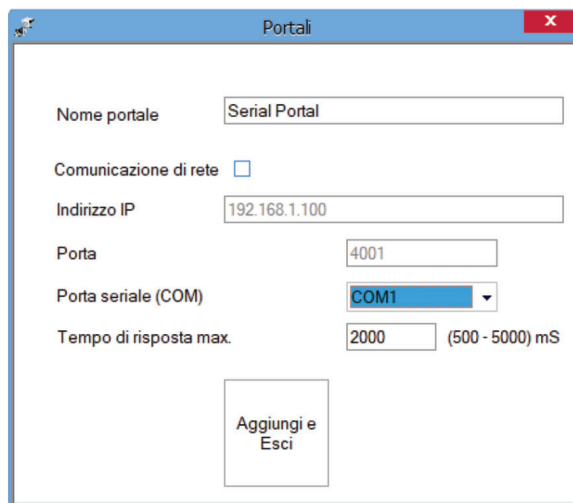 Portali
x
Nome portale Serial Portal
Comunicazione di rete
Indirizzo IP 192.168.1.100
Porta 4001
Porta seriale (COM) COM1
Tempo di risposta max. 2000 (500 - 5000) mS
Aggiungi e
Esci